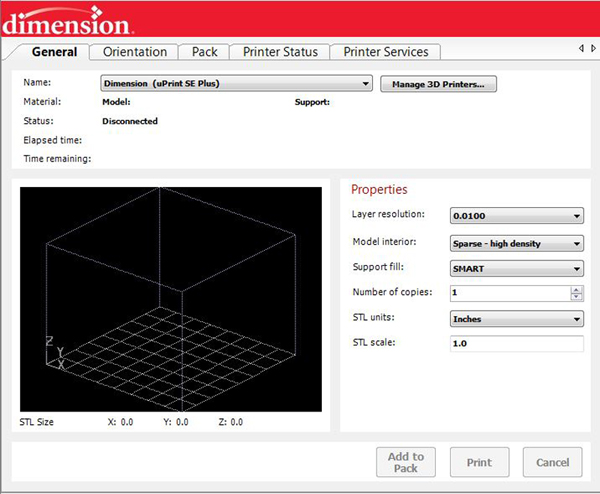 dimension
General Orientation Pack Printer Status Printer Services
Name: Dimension (uPrint SE Plus) Manage 3D Printers...
Material: Model: Support:
Status: Disconnected
Elapsed time:
Time remaining:
Z
Y
X
STL Size X: 0.0 Y: 0.0 Z: 0.0
Properties
Layer resolution: 0.0100
Model interior: Sparse - high density
Support fill: SMART
Number of copies: 1
STL units: Inches
STL scale: 1.0
Add to
Pack
Print
Cancel